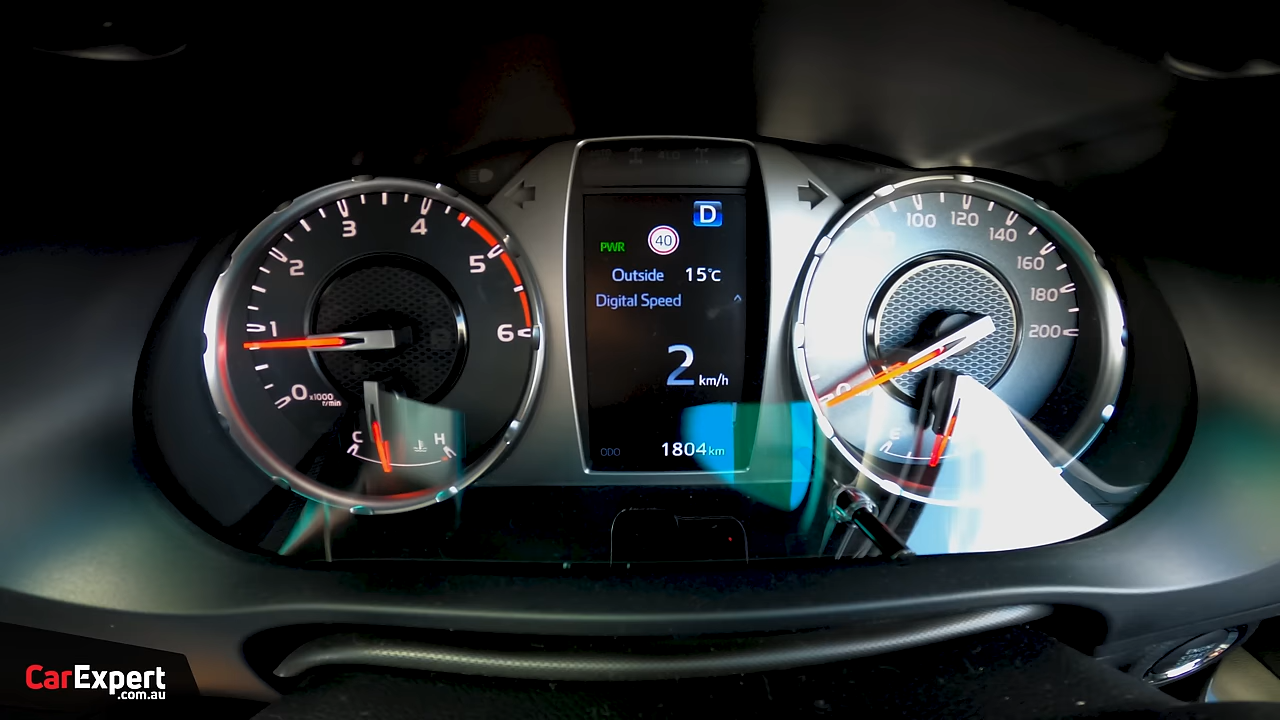 D
40
PWR
Outside 15°C
Digital Speed ^
2 km/h
ODO 1804 km
0 1 2 3 4 5 6
x1000
r/min
C H
0 100 120 140 160 180 200
E
CarExpert
.com.au